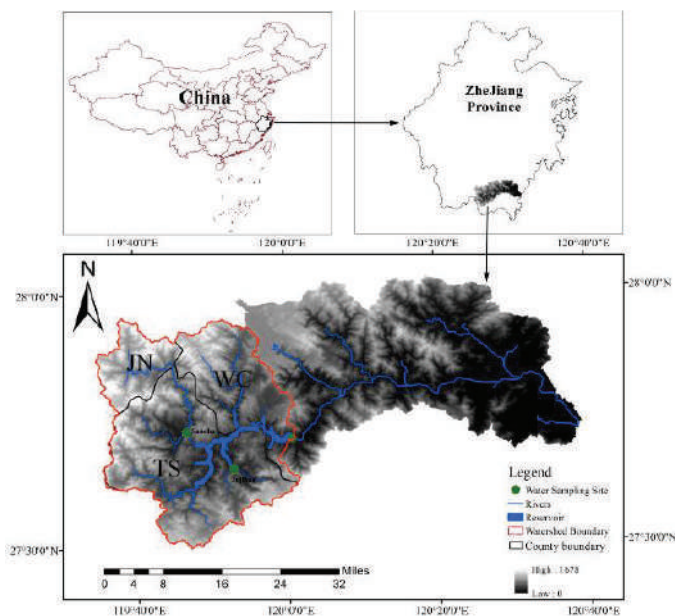 China
ZheJiang
Province
119°40'0"E
120°0'0"E
120°20'0"E
120°40'0"E
N
28°0'0"N
28°0'0"N
JN
WC
TS
Legend
Water Sampling Site
Rivers
Reservoir
Watershed Boundary
County boundary
High : 1678
Low : 0
27°30'0"N
27°30'0"N
0 4 8 16 24 32 Miles
119°40'0"E
120°0'0"E
120°20'0"E
120°40'0"E